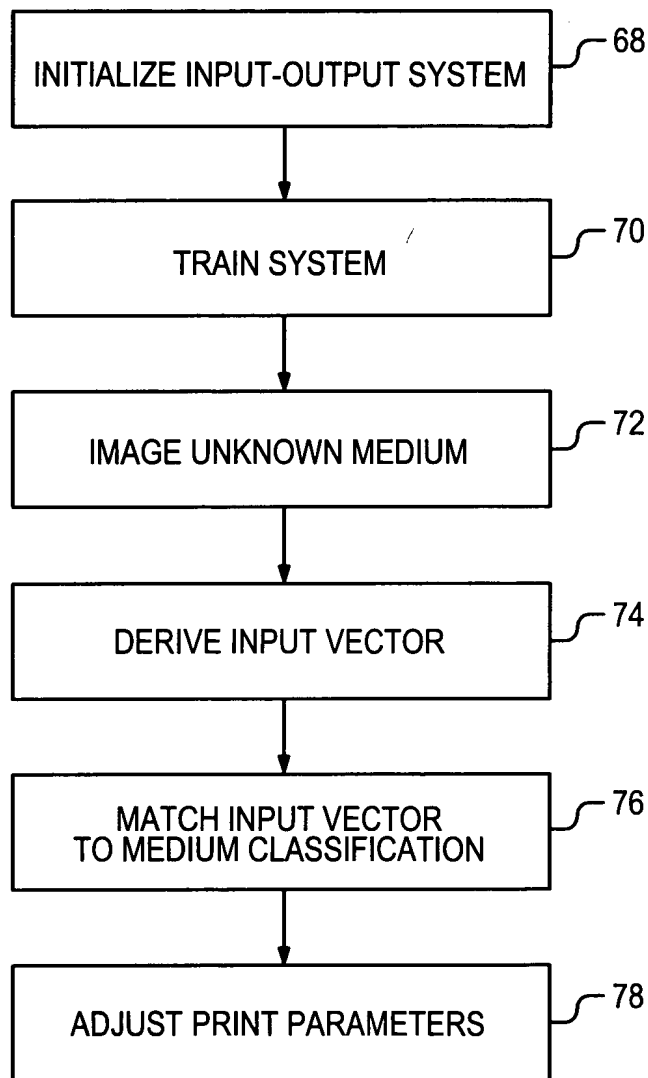 INITIALIZE INPUT-OUTPUT SYSTEM
68
TRAIN SYSTEM
70
IMAGE UNKNOWN MEDIUM
72
DERIVE INPUT VECTOR
74
MATCH INPUT VECTOR
TO MEDIUM CLASSIFICATION
76
ADJUST PRINT PARAMETERS
78